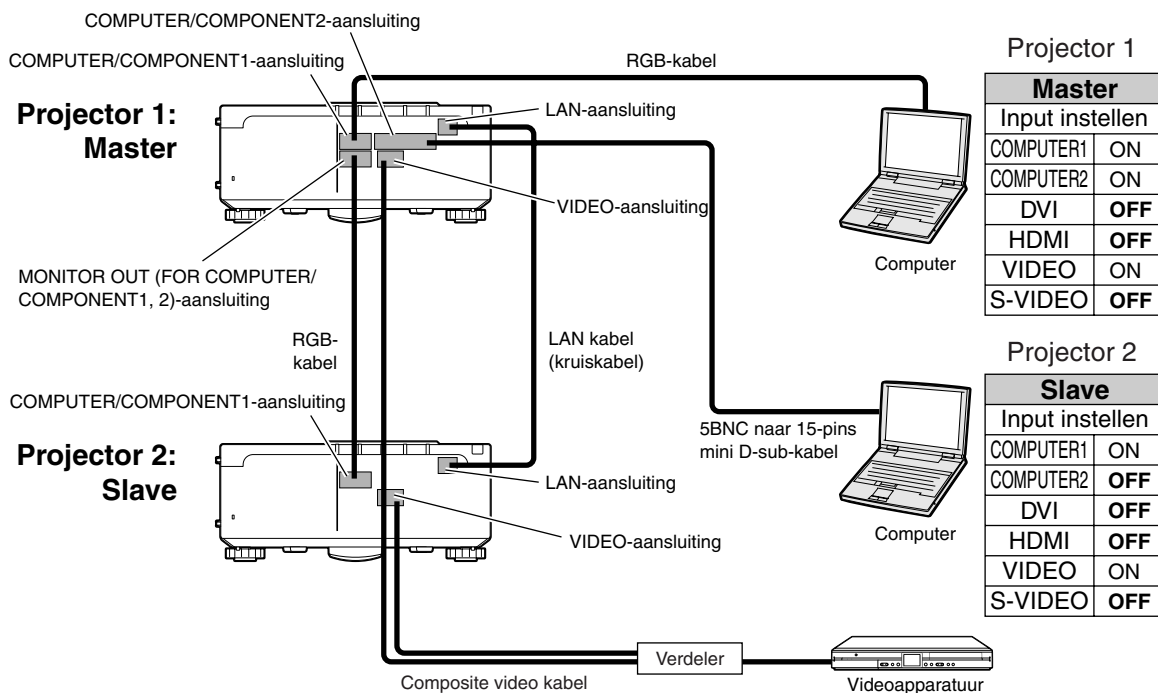 COMPUTER/COMPONENT2-aansluiting
COMPUTER/COMPONENT1-aansluiting
RGB-kabel
Projector 1:
Master
LAN-aansluiting
VIDEO-aansluiting
MONITOR OUT (FOR COMPUTER/
COMPONENT1, 2)-aansluiting
Computer
RGB-
kabel
LAN kabel
(kruiskabel)
COMPUTER/COMPONENT1-aansluiting
Projector 2:
Slave
5BNC naar 15-pins
mini D-sub-kabel
LAN-aansluiting
VIDEO-aansluiting
Computer
Verdeler
Composite video kabel
Videoapparatuur
Projector 1
Master
Input instellen
COMPUTER1 ON
COMPUTER2 ON
DVI OFF
HDMI OFF
VIDEO ON
S-VIDEO OFF
Projector 2
Slave
Input instellen
COMPUTER1 ON
COMPUTER2 OFF
DVI OFF
HDMI OFF
VIDEO ON
S-VIDEO OFF